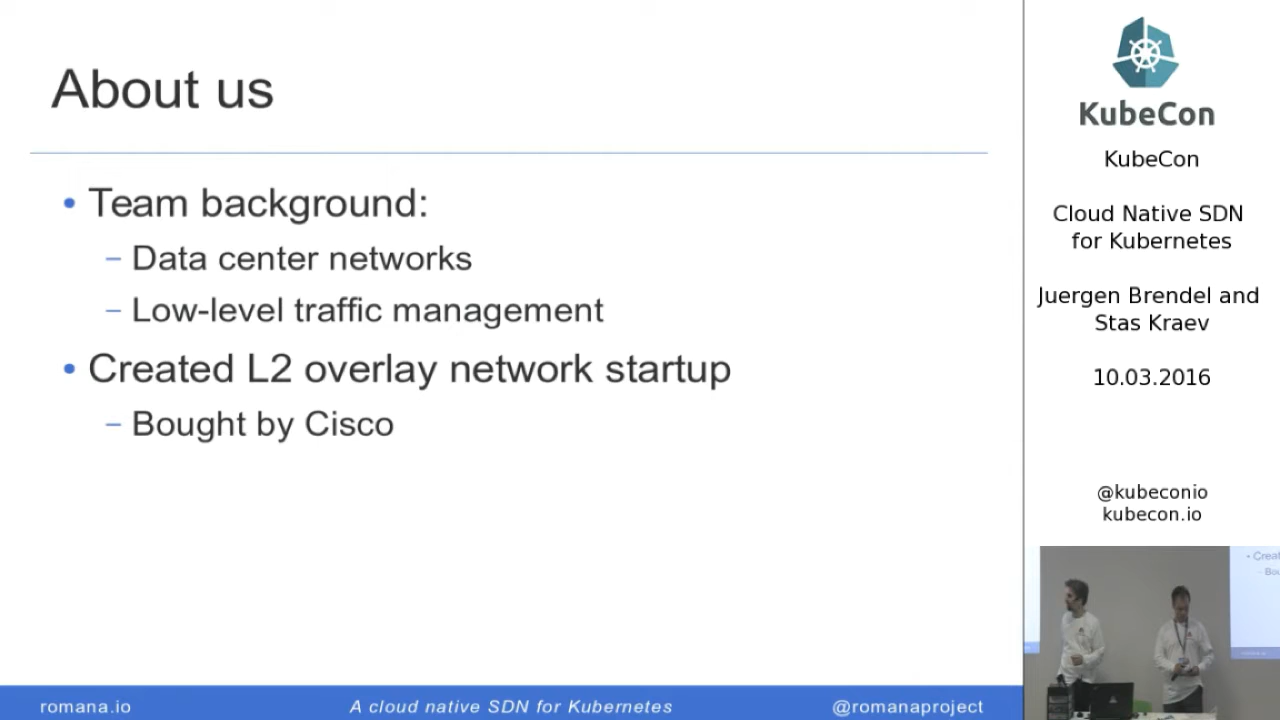 About us
• Team background:
– Data center networks
– Low-level traffic management
• Created L2 overlay network startup
– Bought by Cisco
romana.io
A cloud native SDN for Kubernetes
@romanaproject
KubeCon
KubeCon
Cloud Native SDN
for Kubernetes
Juergen Brendel and
Stas Kraev
10.03.2016
@kubeconio
kubecon.io
• Creat
– Bou